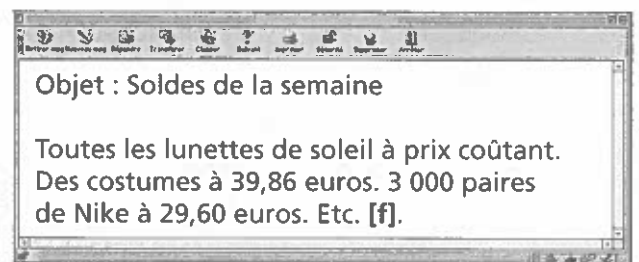 Objet : Soldes de la semaine
Toutes les lunettes de soleil à prix coûtant.
Des costumes à 39,86 euros. 3 000 paires
de Nike à 29,60 euros. Etc. [f].